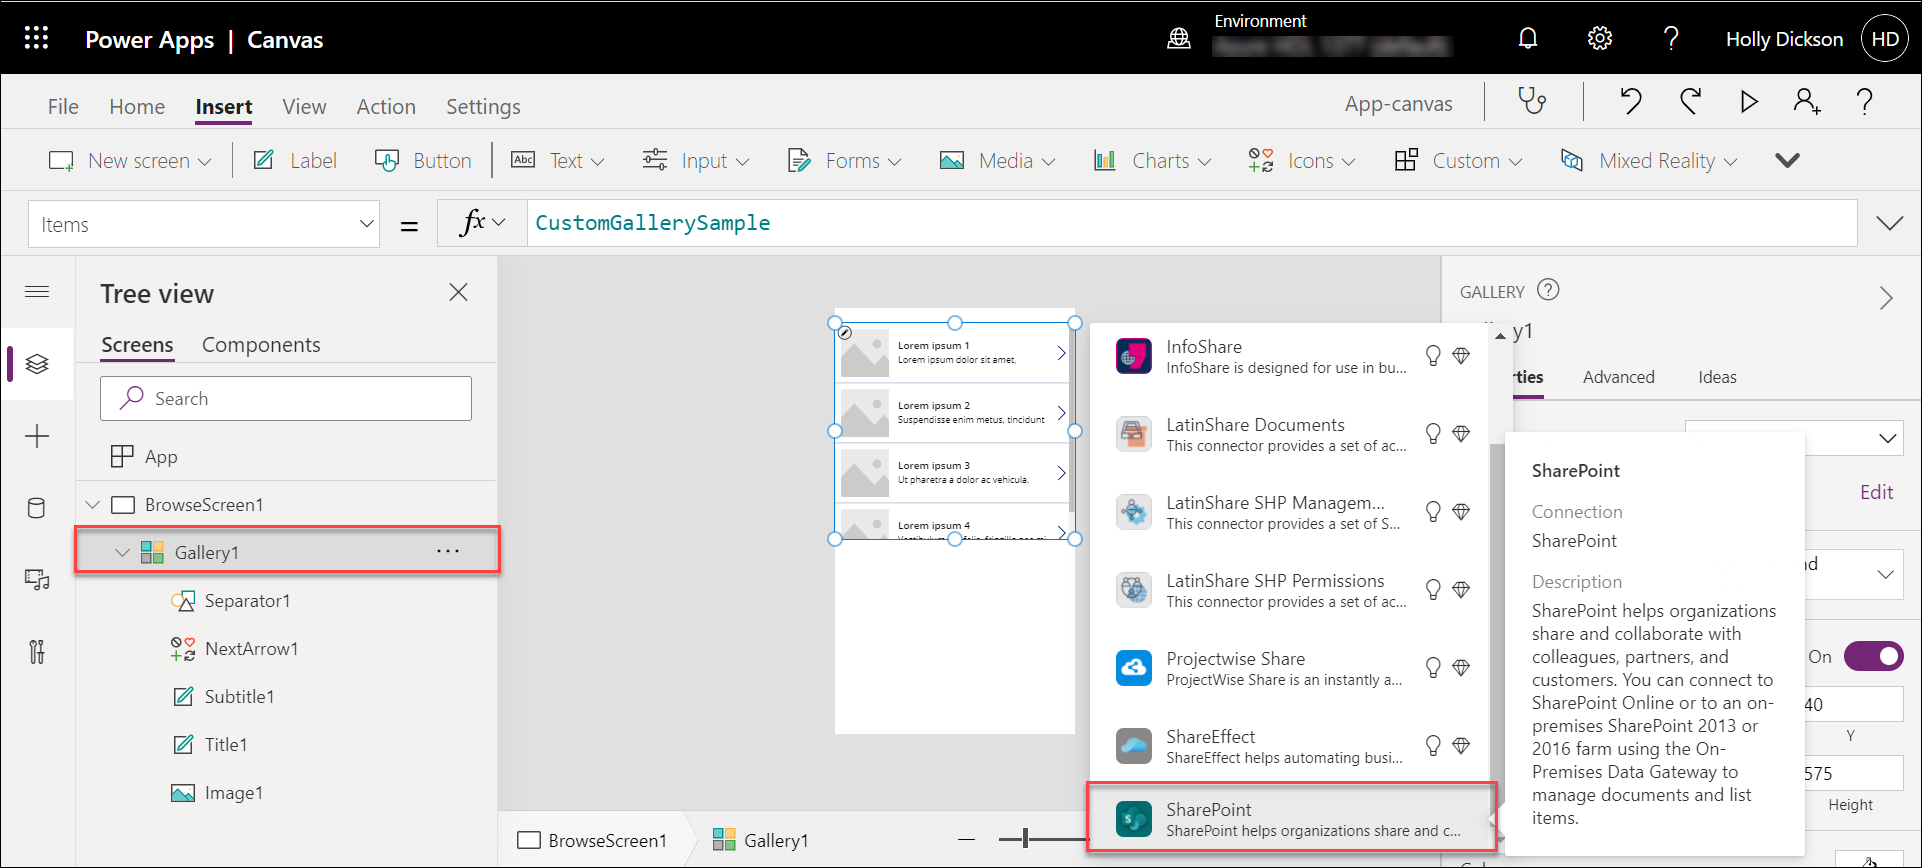 Power Apps | Canvas
Environment
Holly Dickson
HD
File Home Insert View Action Settings
App-canvas
New screen Label Button Text Input Forms Media Charts Icons Custom Mixed Reality
Abc
Items = fx CustomGallerySample
Tree view
Screens Components
Search
App
BrowseScreen1
Gallery1 ...
Separator1
NextArrow1
Subtitle1
Title1
Image1
Lorem ipsum 1
Lorem ipsum dolor sit amet,
Lorem ipsum 2
Suspendisse enim metus, tincidunt
Lorem ipsum 3
Ut pharetra a dolor ac vehicula.
Lorem ipsum 4
BrowseScreen1 Gallery1
InfoShare
InfoShare is designed for use in bu...
LatinShare Documents
This connector provides a set of ac...
LatinShare SHP Managem...
This connector provides a set of S...
LatinShare SHP Permissions
This connector provides a set of ac...
Projectwise Share
ProjectWise Share is an instantly a...
ShareEffect
ShareEffect helps automating busi...
SharePoint
SharePoint helps organizations share and c...
GALLERY
y1
rties Advanced Ideas
Edit
SharePoint
Connection
SharePoint
Description
SharePoint helps organizations
share and collaborate with
colleagues, partners, and
customers. You can connect to
SharePoint Online or to an on-
premises SharePoint 2013 or
2016 farm using the On-
Premises Data Gateway to
manage documents and list
items.
nd
On
40
Y
575
Height